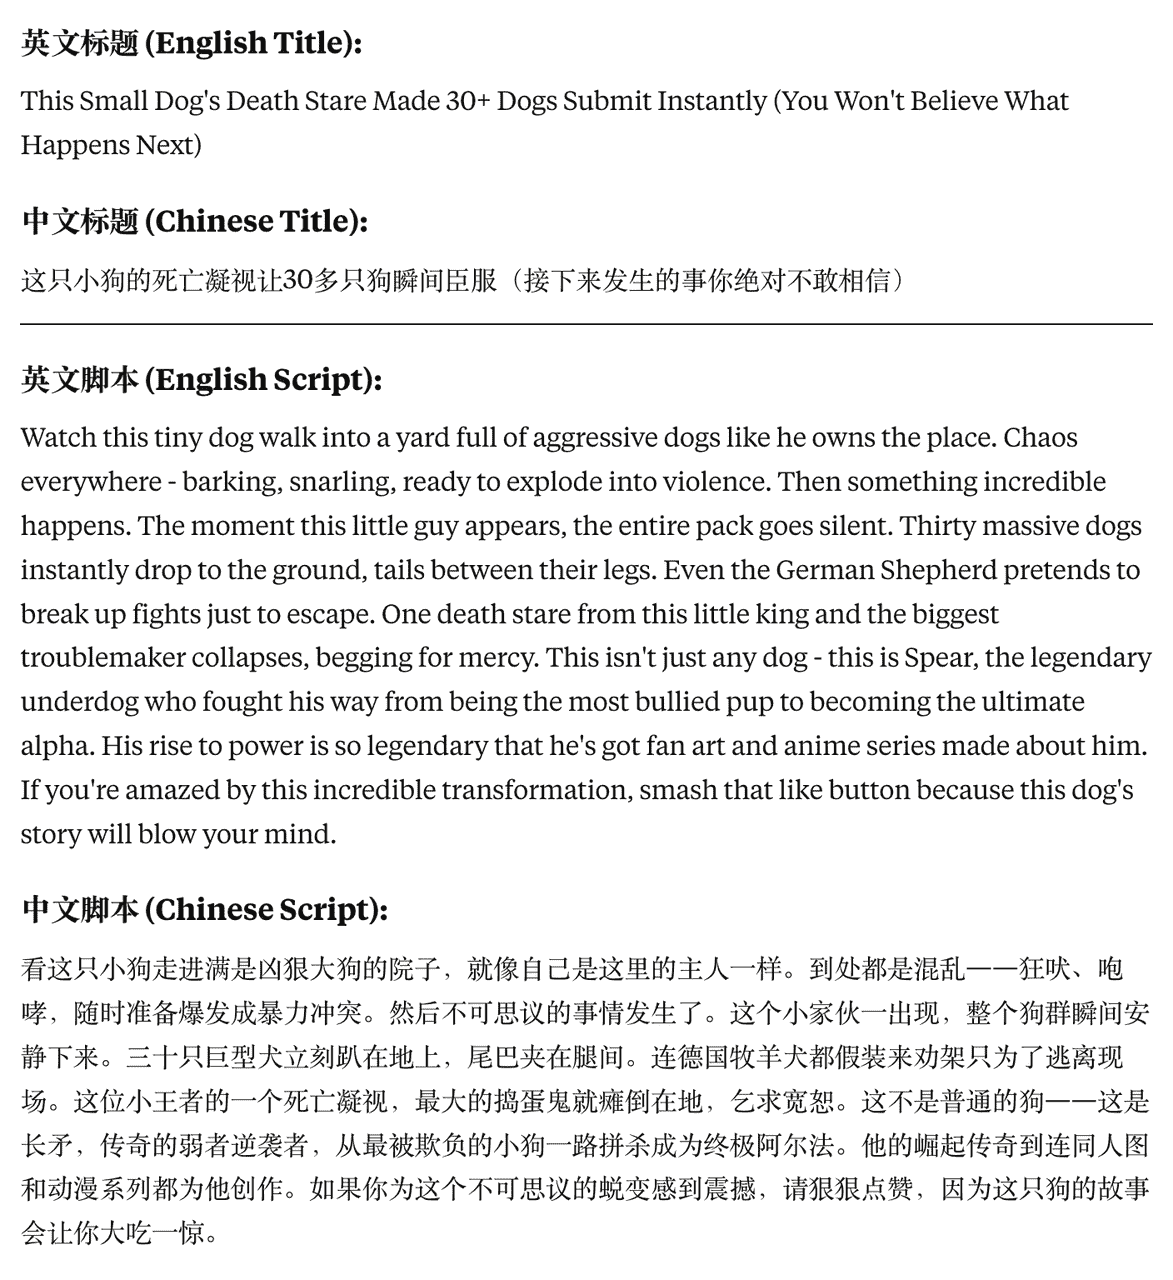 英文标题 (English Title):
This Small Dog's Death Stare Made 30+ Dogs Submit Instantly (You Won't Believe What
Happens Next)
中文标题 (Chinese Title):
这只小狗的死亡凝视让30多只狗瞬间臣服（接下来发生的事你绝对不敢相信）
英文脚本 (English Script):
Watch this tiny dog walk into a yard full of aggressive dogs like he owns the place. Chaos
everywhere - barking, snarling, ready to explode into violence. Then something incredible
happens. The moment this little guy appears, the entire pack goes silent. Thirty massive dogs
instantly drop to the ground, tails between their legs. Even the German Shepherd pretends to
break up fights just to escape. One death stare from this little king and the biggest
troublemaker collapses, begging for mercy. This isn't just any dog - this is Spear, the legendary
underdog who fought his way from being the most bullied pup to becoming the ultimate
alpha. His rise to power is so legendary that he's got fan art and anime series made about him.
If you're amazed by this incredible transformation, smash that like button because this dog's
story will blow your mind.
中文脚本 (Chinese Script):
看这只小狗走进满是凶狠大狗的院子，就像自己是这里的主人一样。到处都是混乱——狂吠、咆
哮，随时准备爆发成暴力冲突。然后不可思议的事情发生了。这个小家伙一出现，整个狗群瞬间安
静下来。三十只巨型犬立刻趴在地上，尾巴夹在腿间。连德国牧羊犬都假装来劝架只为了逃离现
场。这位小王者的一个死亡凝视，最大的捣蛋鬼就瘫倒在地，乞求宽恕。这不是普通的狗——这是
长矛，传奇的弱者逆袭者，从最被欺负的小狗一路拼杀成为终极阿尔法。他的崛起传奇到连同人图
和动漫系列都为他创作。如果你为这个不可思议的蜕变感到震撼，请狠狠点赞，因为这只狗的故事
会让你大吃一惊。